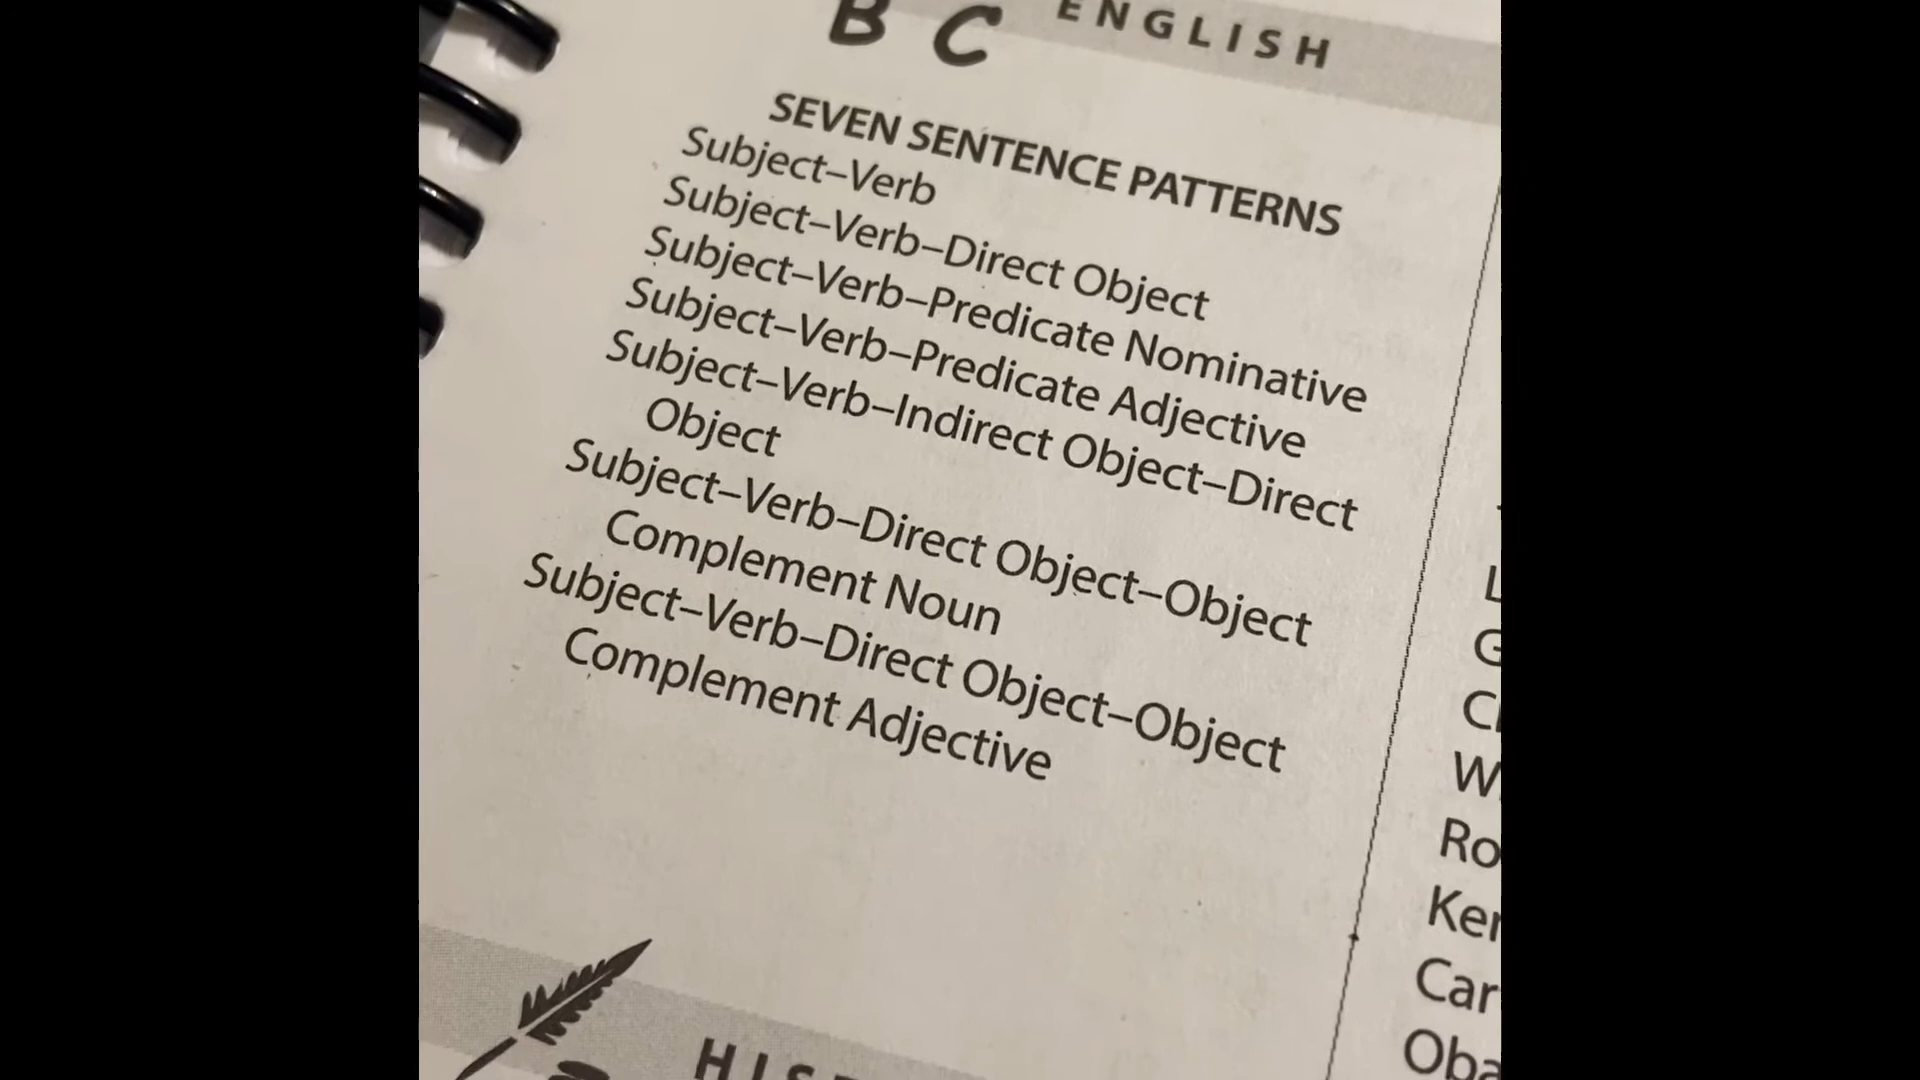 B C ENGLISH
SEVEN SENTENCE PATTERNS
Subject–Verb
Subject–Verb–Direct Object
Subject–Verb–Predicate Nominative
Subject–Verb–Predicate Adjective
Subject–Verb–Indirect Object–Direct
Object
Subject–Verb–Direct Object–Object
Complement Noun
Subject–Verb–Direct Object–Object
Complement Adjective